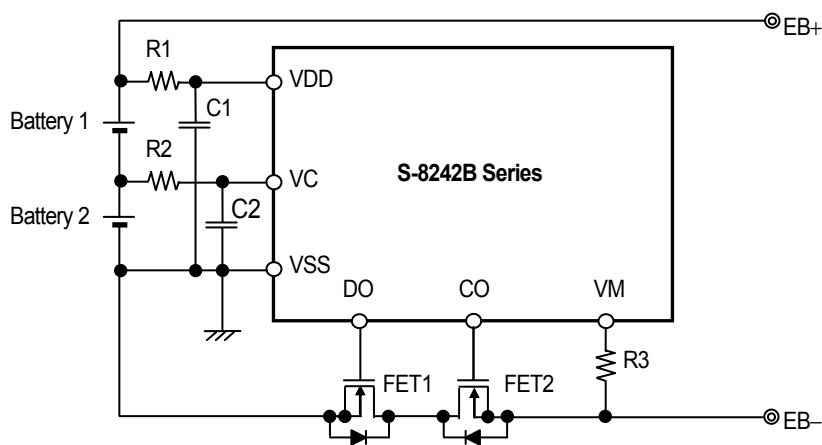 EB+
R1
VDD
C1
Battery 1
R2
S-8242B Series
VC
C2
Battery 2
VSS
DO
CO
VM
R3
FET1
FET2
EB−